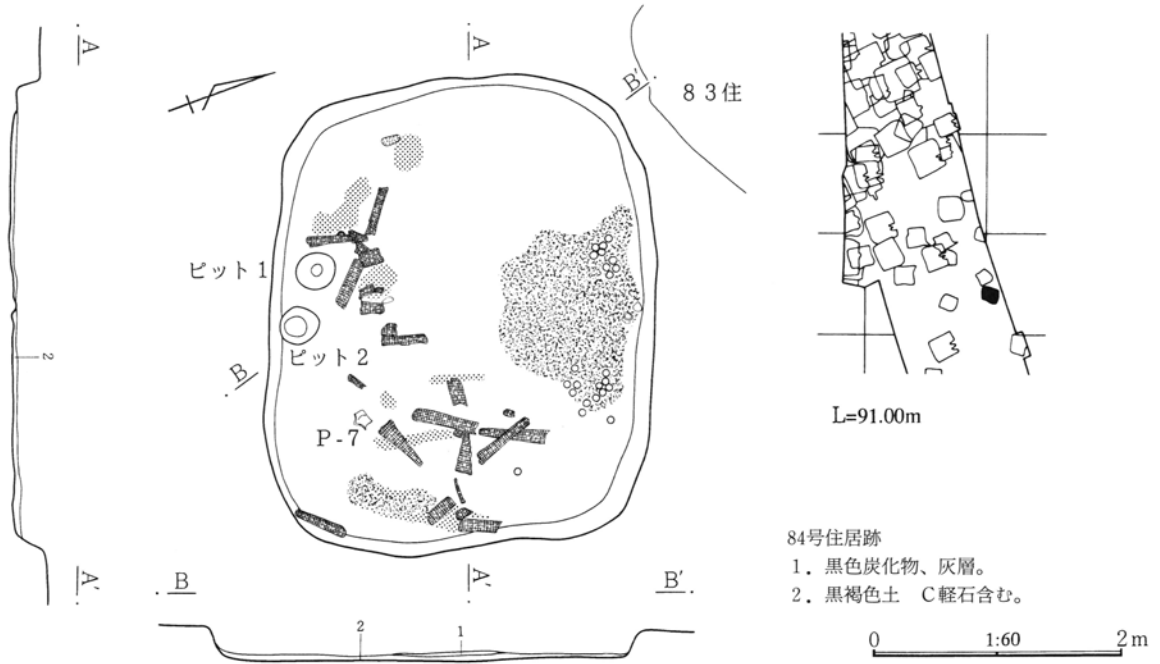 A
A
B'
83住
ピット1
2
ピット2
B
P-7
L=91.00m
84号住居跡
1．黒色炭化物、灰層。
2．黒褐色土　C軽石含む。
A'
A'
B
B'
2
1
0
1:60
2m